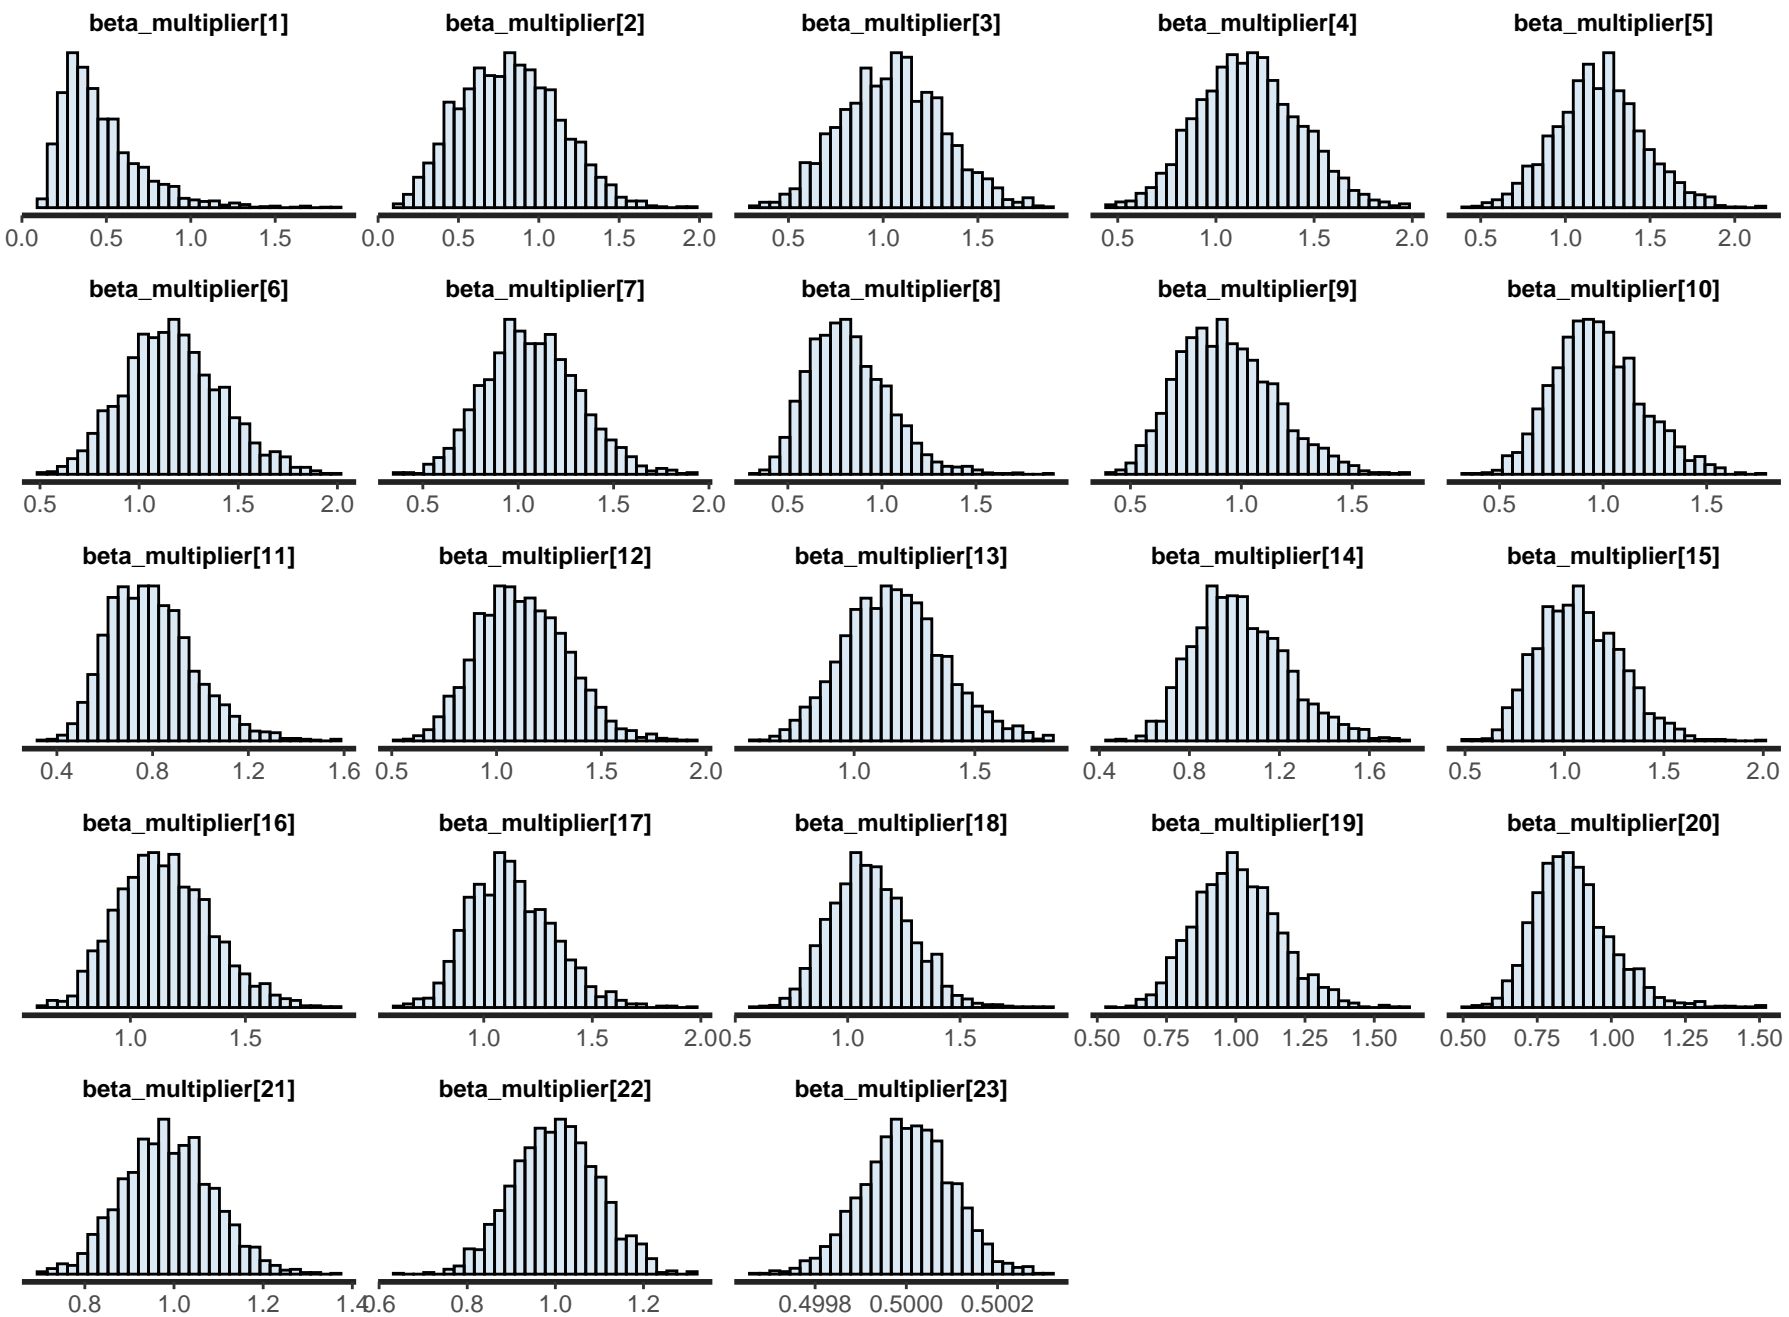 beta_multiplier[1] beta_multiplier[2] beta_multiplier[3] beta_multiplier[4] beta_multiplier[5]
0.0 0.5 1.0 1.5 0.0 0.5 1.0 1.5 2.0 0.5 1.0 1.5 0.5 1.0 1.5 2.0 0.5 1.0 1.5 2.0
beta_multiplier[6] beta_multiplier[7] beta_multiplier[8] beta_multiplier[9] beta_multiplier[10]
0.5 1.0 1.5 2.0 0.5 1.0 1.5 2.0 0.5 1.0 1.5 0.5 1.0 1.5 0.5 1.0 1.5
beta_multiplier[11] beta_multiplier[12] beta_multiplier[13] beta_multiplier[14] beta_multiplier[15]
0.4 0.8 1.2 1.6 0.5 1.0 1.5 2.0 1.0 1.5 0.4 0.8 1.2 1.6 0.5 1.0 1.5 2.0
beta_multiplier[16] beta_multiplier[17] beta_multiplier[18] beta_multiplier[19] beta_multiplier[20]
1.0 1.5 1.0 1.5 2.0 0.5 1.0 1.5 0.50 0.75 1.00 1.25 1.50 0.50 0.75 1.00 1.25 1.50
beta_multiplier[21] beta_multiplier[22] beta_multiplier[23]
0.8 1.0 1.2 1.4 0.6 0.8 1.0 1.2 0.4998 0.5000 0.5002